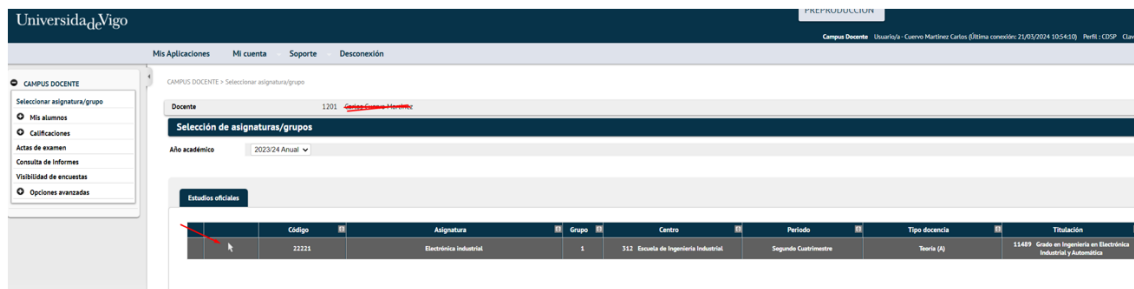 Universidade Vigo
PREPRODUCCIÓN
Campus Docente Usuario/a - Cuervo Martinez Carlos (Última conexión: 21/03/2024 10:54:10) Perfil : CDSP
Mis Aplicaciones Mi cuenta Soporte Desconexión
CAMPUS DOCENTE
CAMPUS DOCENTE > Seleccionar asignatura/grupo
Seleccionar asignatura/grupo
Docente 1201
Mis alumnos
Selección de asignaturas/grupos
Calificaciones
Actas de examen
Año académico 2023/24 Anual
Consulta de informes
Visibilidad de encuestas
Opciones avanzadas
Estudios oficiales
Código Asignatura Grupo Centro Periodo Tipo docencia Titulación
22221 Electrónica industrial 1 312 Escuela de Ingeniería Industrial Segundo Cuatrimestre Teoría (A) 11489 Grado en Ingeniería en Electrónica
Industrial y Automática